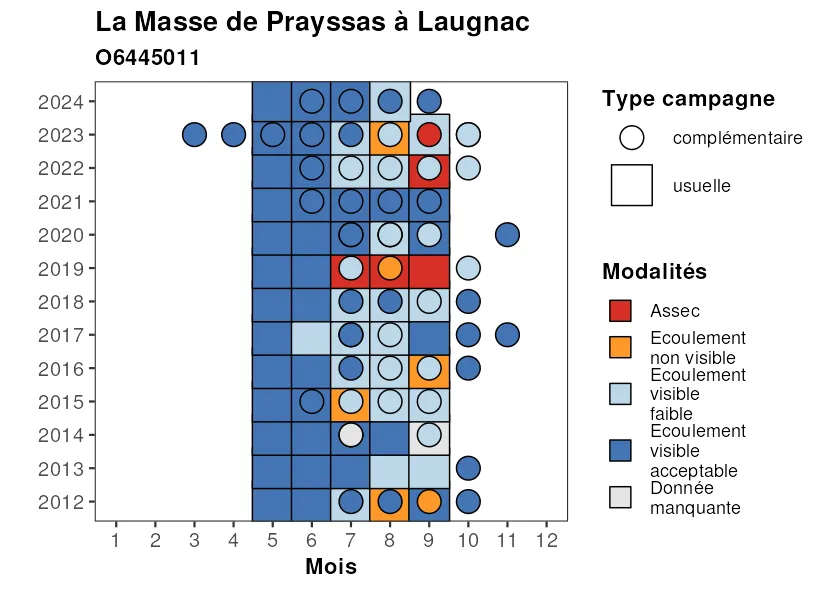 La Masse de Prayssas à Laugnac
O6445011
2024
2023
2022
2021
2020
2019
2018
2017
2016
2015
2014
2013
2012
1 2 3 4 5 6 7 8 9 10 11 12
Mois
Type campagne
complémentaire
usuelle
Modalités
Assec
Ecoulement
non visible
Ecoulement
visible
faible
Ecoulement
visible
acceptable
Donnée
manquante